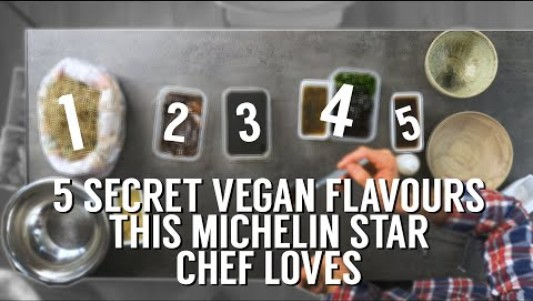 1 2 3 4 5
5 SECRET VEGAN FLAVOURS
THIS MICHELIN STAR
CHEF LOVES